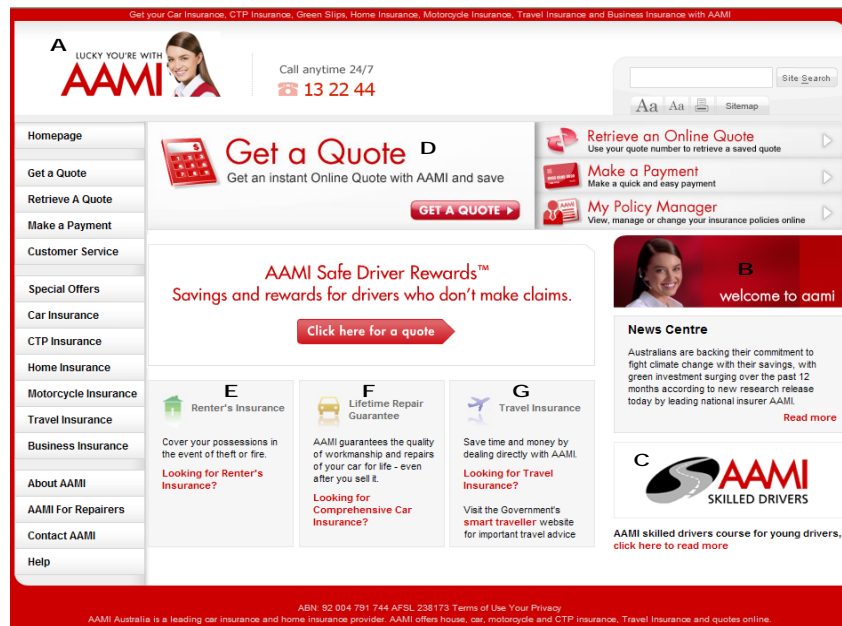 Get your Car Insurance, CTP Insurance, Green Slips, Home Insurance, Motorcycle Insurance, Travel Insurance and Business Insurance with AAMI
A
LUCKY YOU'RE WITH
AAMI
Call anytime 24/7
13 22 44
Site Search
Aa Aa Sitemap
Homepage
Get a Quote
Retrieve A Quote
Make a Payment
Customer Service
Special Offers
Car Insurance
CTP Insurance
Home Insurance
Motorcycle Insurance
Travel Insurance
Business Insurance
About AAMI
AAMI For Repairers
Contact AAMI
Help
Get a Quote D
Get an instant Online Quote with AAMI and save
GET A QUOTE
Retrieve an Online Quote
Use your quote number to retrieve a saved quote
Make a Payment
Make a quick and easy payment
AAMI
My Policy Manager
View, manage or change your insurance policies online
AAMI Safe Driver Rewards™
Savings and rewards for drivers who don't make claims.
Click here for a quote
B
welcome to aami
News Centre
Australians are backing their commitment to
fight climate change with their savings, with
green investment surging over the past 12
months according to new research release
today by leading national insurer AAMI.
Read more
E
Renter's Insurance
Cover your possessions in
the event of theft or fire.
Looking for Renter's
Insurance?
F
Lifetime Repair
Guarantee
AAMI guarantees the quality
of workmanship and repairs
of your car for life - even
after you sell it.
Looking for
Comprehensive Car
Insurance?
G
Travel Insurance
Save time and money by
dealing directly with AAMI.
Looking for Travel
Insurance?
Visit the Government's
smart traveller website
for important travel advice
C
AAMI
SKILLED DRIVERS
AAMI skilled drivers course for young drivers,
click here to read more
ABN: 92 004 791 744 AFSL 238173 Terms of Use Your Privacy
AAMI Australia is a leading car insurance and home insurance provider. AAMI offers house, car, motorcycle and CTP insurance, Travel Insurance and quotes online.